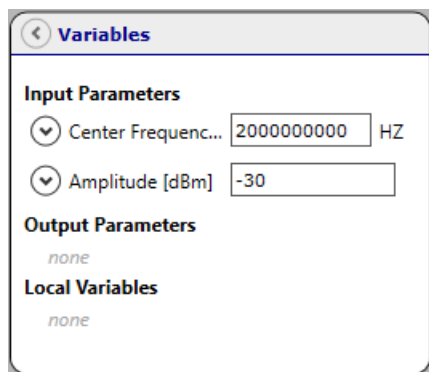 Variables
Input Parameters
Center Frequenc... 2000000000 HZ
Amplitude [dBm] -30
Output Parameters
none
Local Variables
none